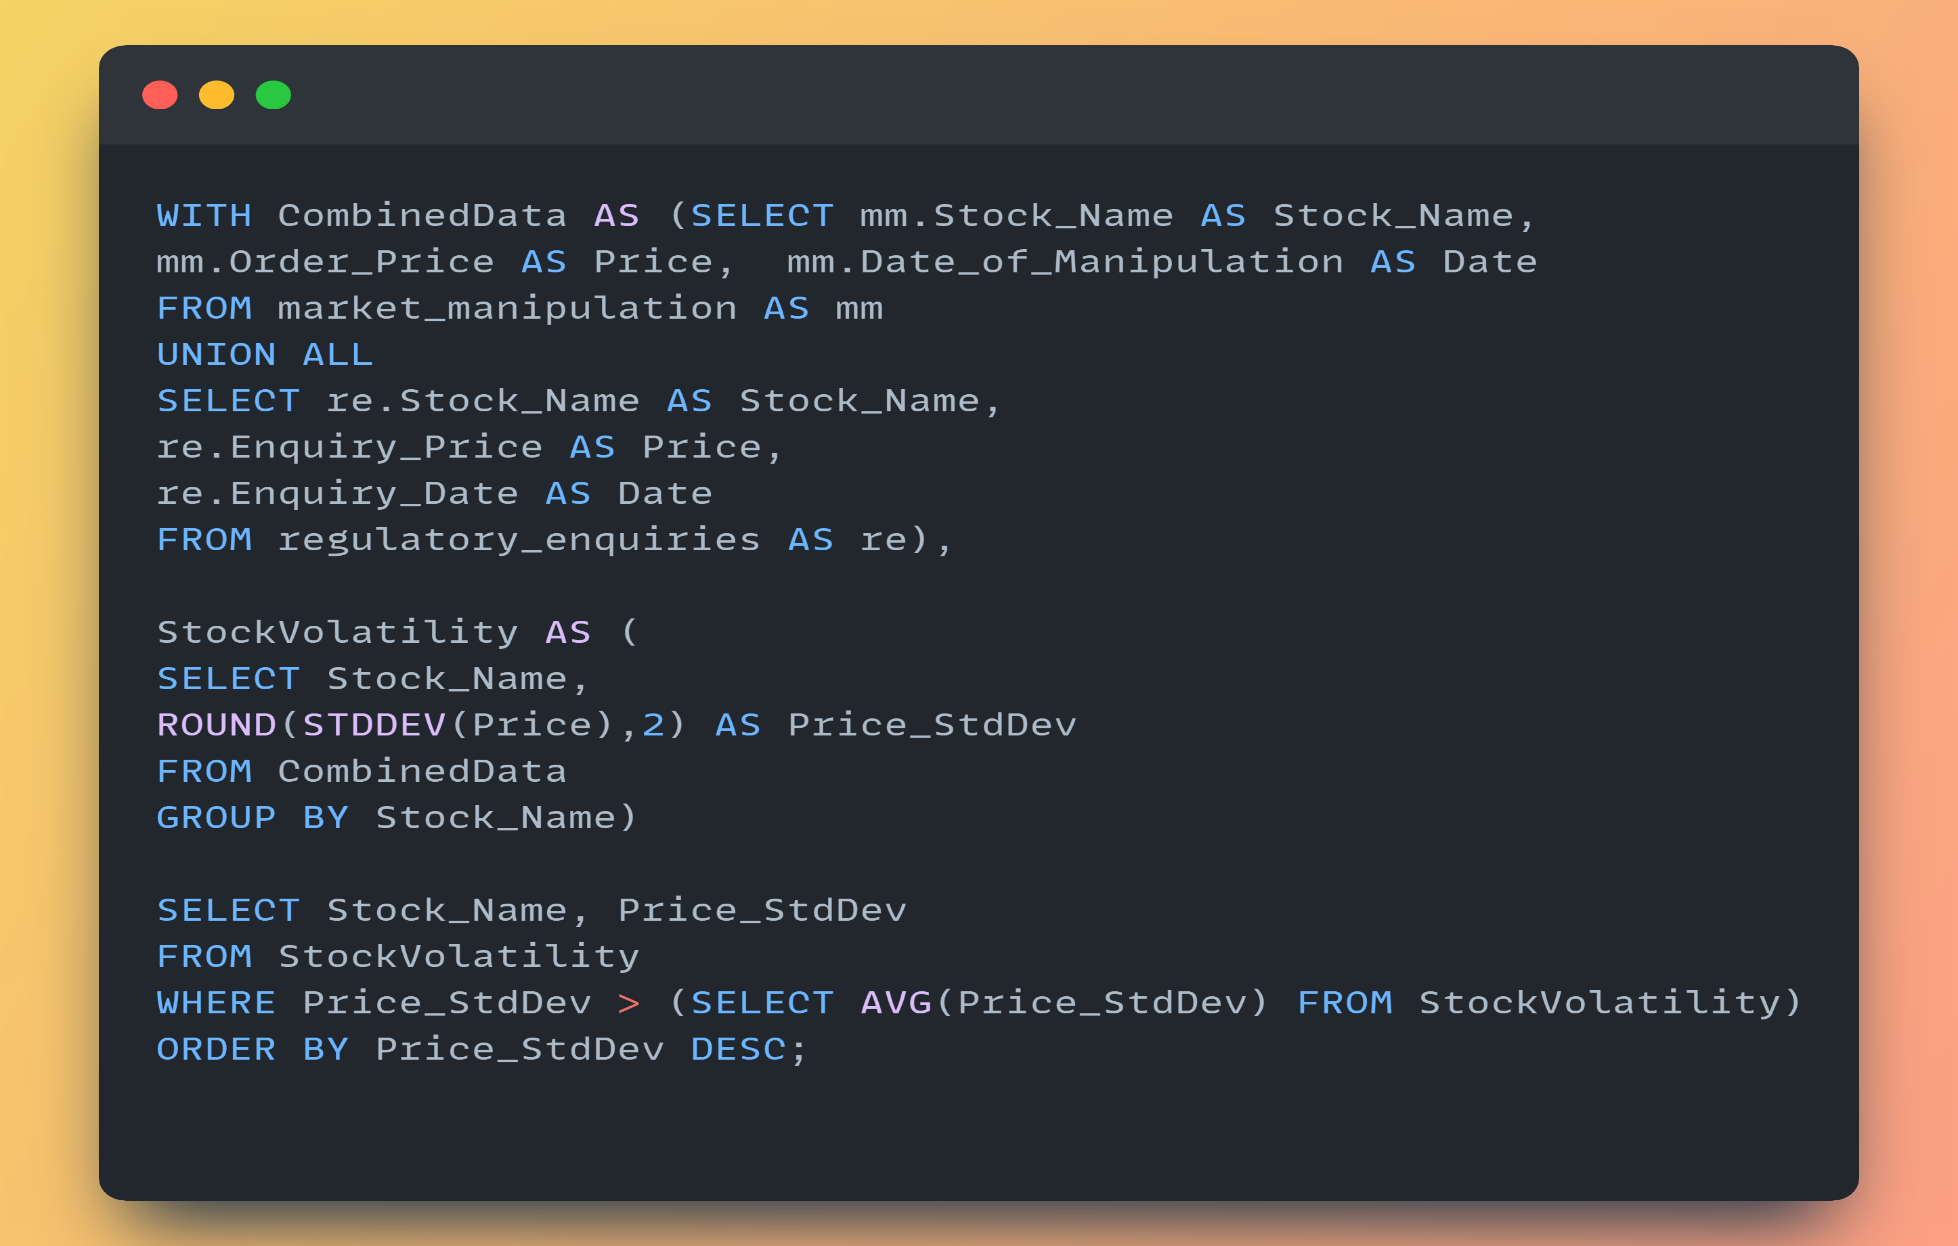 WITH CombinedData AS (SELECT mm.Stock_Name AS Stock_Name,
mm.Order_Price AS Price,  mm.Date_of_Manipulation AS Date
FROM market_manipulation AS mm
UNION ALL
SELECT re.Stock_Name AS Stock_Name,
re.Enquiry_Price AS Price,
re.Enquiry_Date AS Date
FROM regulatory_enquiries AS re),

StockVolatility AS (
SELECT Stock_Name,
ROUND(STDDEV(Price),2) AS Price_StdDev
FROM CombinedData
GROUP BY Stock_Name)

SELECT Stock_Name, Price_StdDev
FROM StockVolatility
WHERE Price_StdDev > (SELECT AVG(Price_StdDev) FROM StockVolatility)
ORDER BY Price_StdDev DESC;